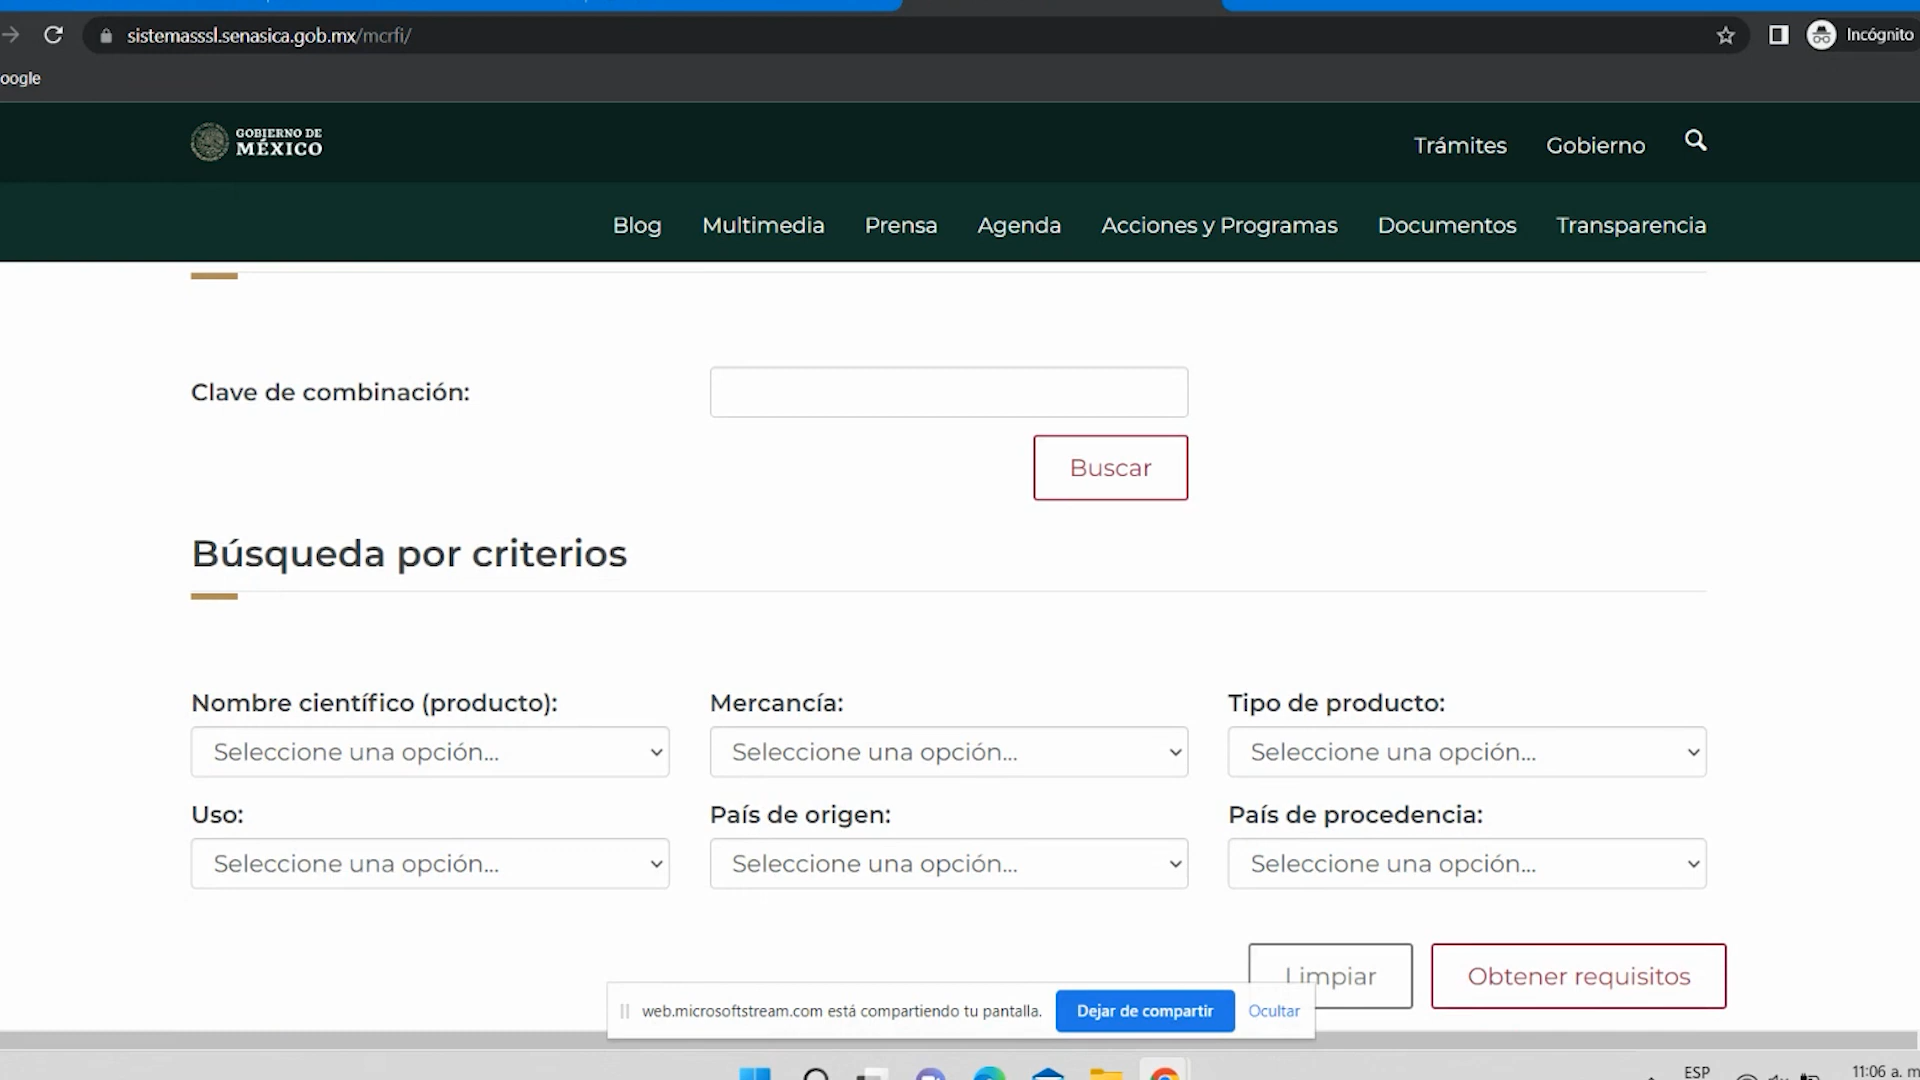 sistemasssl.senasica.gob.mx/mcrfi/
Incógnito
oogle
GOBIERNO DE
MÉXICO
Trámites
Gobierno
Blog
Multimedia
Prensa
Agenda
Acciones y Programas
Documentos
Transparencia
Clave de combinación:
Buscar
Búsqueda por criterios
Nombre científico (producto):
Mercancía:
Tipo de producto:
Seleccione una opción...
Seleccione una opción...
Seleccione una opción...
Uso:
País de origen:
País de procedencia:
Seleccione una opción...
Seleccione una opción...
Seleccione una opción...
Limpiar
Obtener requisitos
web.microsoftstream.com está compartiendo tu pantalla.
Dejar de compartir
Ocultar
ESP
11:06 a. m